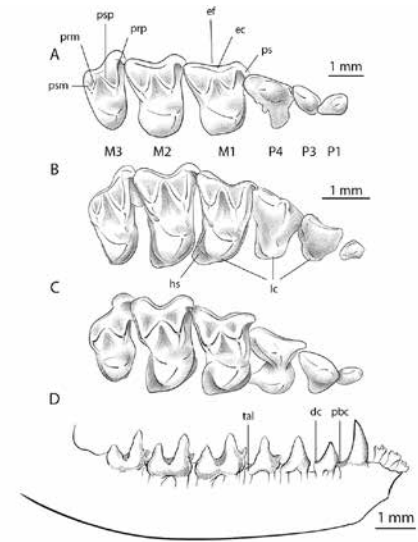 psp
ef
prm
prp
ec
ps
A
psm
1 mm
M3 M2 M1 P4 P3 P1
B
1 mm
hs
lc
C
D
tal
dc
pbc
1 mm